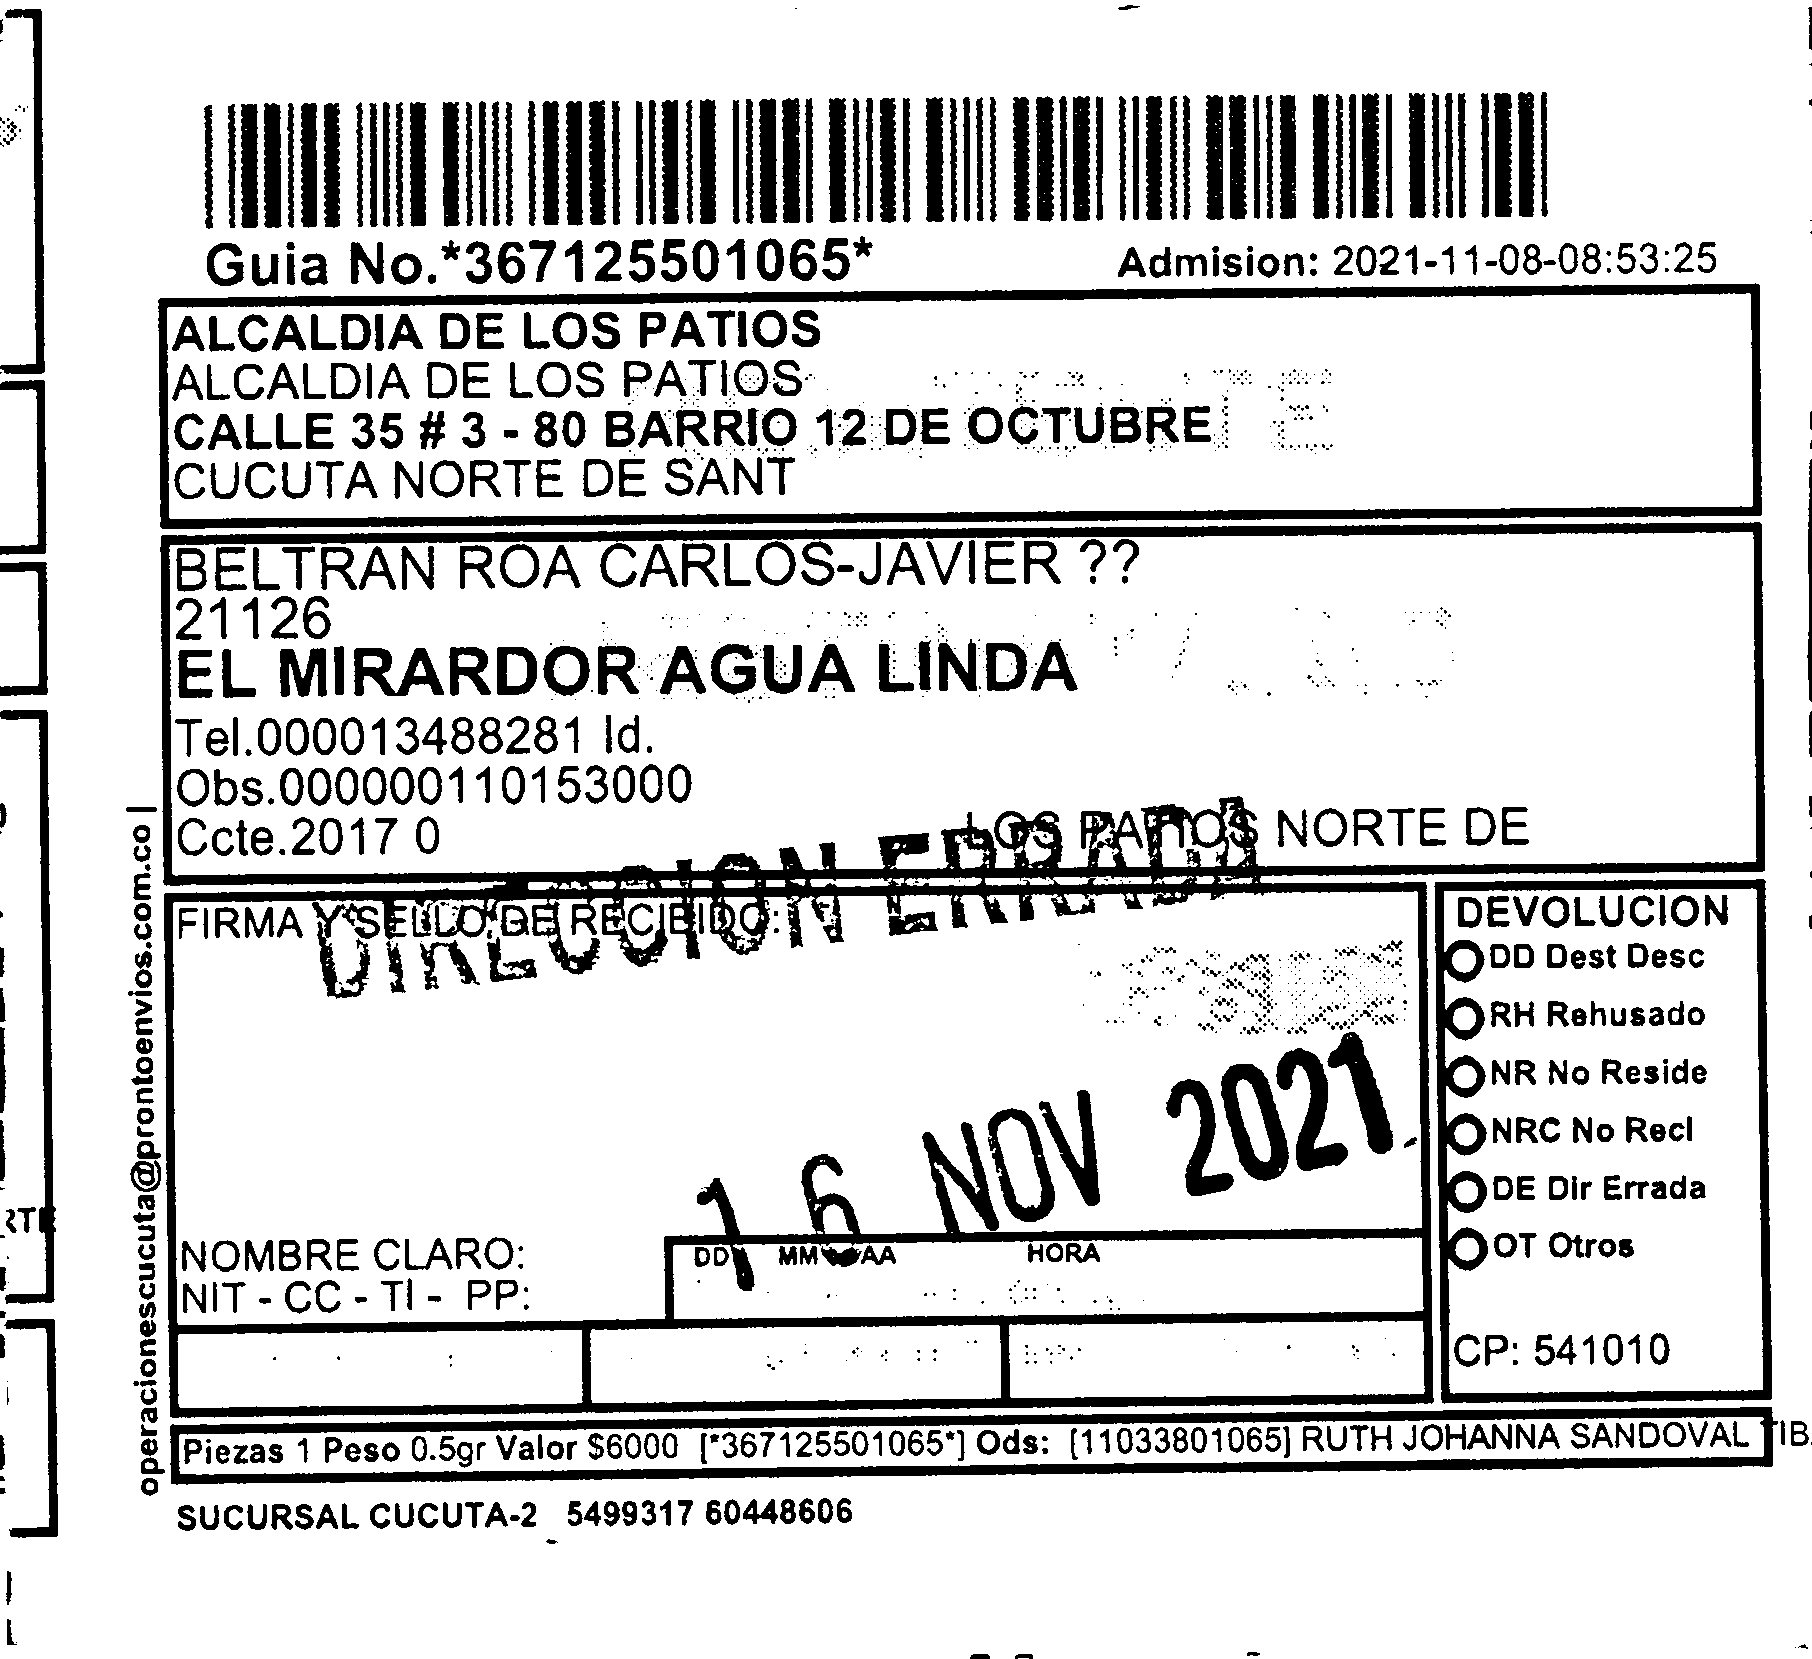 Guia No.*367125501065*
Admision: 2021-11-08-08:53:25
ALCALDIA DE LOS PATIOS
ALCALDIA DE LOS PATIOS
CALLE 35 # 3 - 80 BARRIO 12 DE OCTUBRE
CUCUTA NORTE DE SANT
BELTRAN ROA CARLOS-JAVIER ??
21126
EL MIRARDOR AGUA LINDA
Tel.000013488281 Id.
Obs.000000110153000
Ccte.2017 0
LOS PATIOS NORTE DE
DIRECCION ERRADA
FIRMA Y SELLO DE RECIBIDO:
16 NOV 2021
NOMBRE CLARO:
NIT - CC - TI - PP:
DD MM AA HORA
DEVOLUCION
DD Dest Desc
RH Rehusado
NR No Reside
NRC No Recl
DE Dir Errada
OT Otros
CP: 541010
operacionescucuta@prontoenvios.com.co |
Piezas 1 Peso 0.5gr Valor $6000 [*367125501065*] Ods: [11033801065] RUTH JOHANNA SANDOVAL TIB
SUCURSAL CUCUTA-2 5499317 60448606